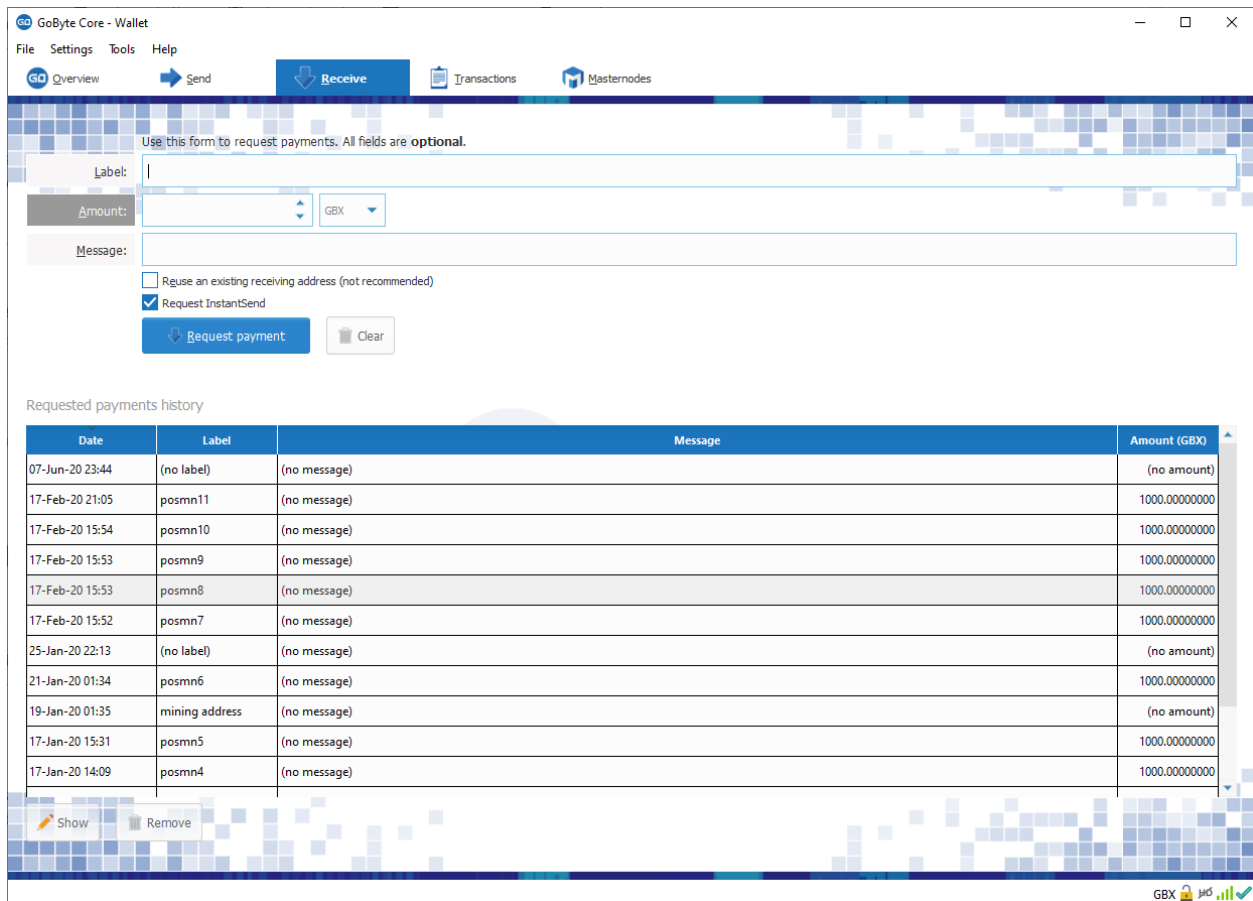 GoByte Core - Wallet
File Settings Tools Help
GO Overview Send Receive Transactions Masternodes
Use this form to request payments. All fields are optional.
Label:
Amount: GBX
Message:
Reuse an existing receiving address (not recommended)
Request InstantSend
Request payment Clear
Requested payments history
Date Label Message Amount (GBX)
07-Jun-20 23:44 (no label) (no message) (no amount)
17-Feb-20 21:05 posmn11 (no message) 1000.00000000
17-Feb-20 15:54 posmn10 (no message) 1000.00000000
17-Feb-20 15:53 posmn9 (no message) 1000.00000000
17-Feb-20 15:53 posmn8 (no message) 1000.00000000
17-Feb-20 15:52 posmn7 (no message) 1000.00000000
25-Jan-20 22:13 (no label) (no message) (no amount)
21-Jan-20 01:34 posmn6 (no message) 1000.00000000
19-Jan-20 01:35 mining address (no message) (no amount)
17-Jan-20 15:31 posmn5 (no message) 1000.00000000
17-Jan-20 14:09 posmn4 (no message) 1000.00000000
Show Remove
GBX HD